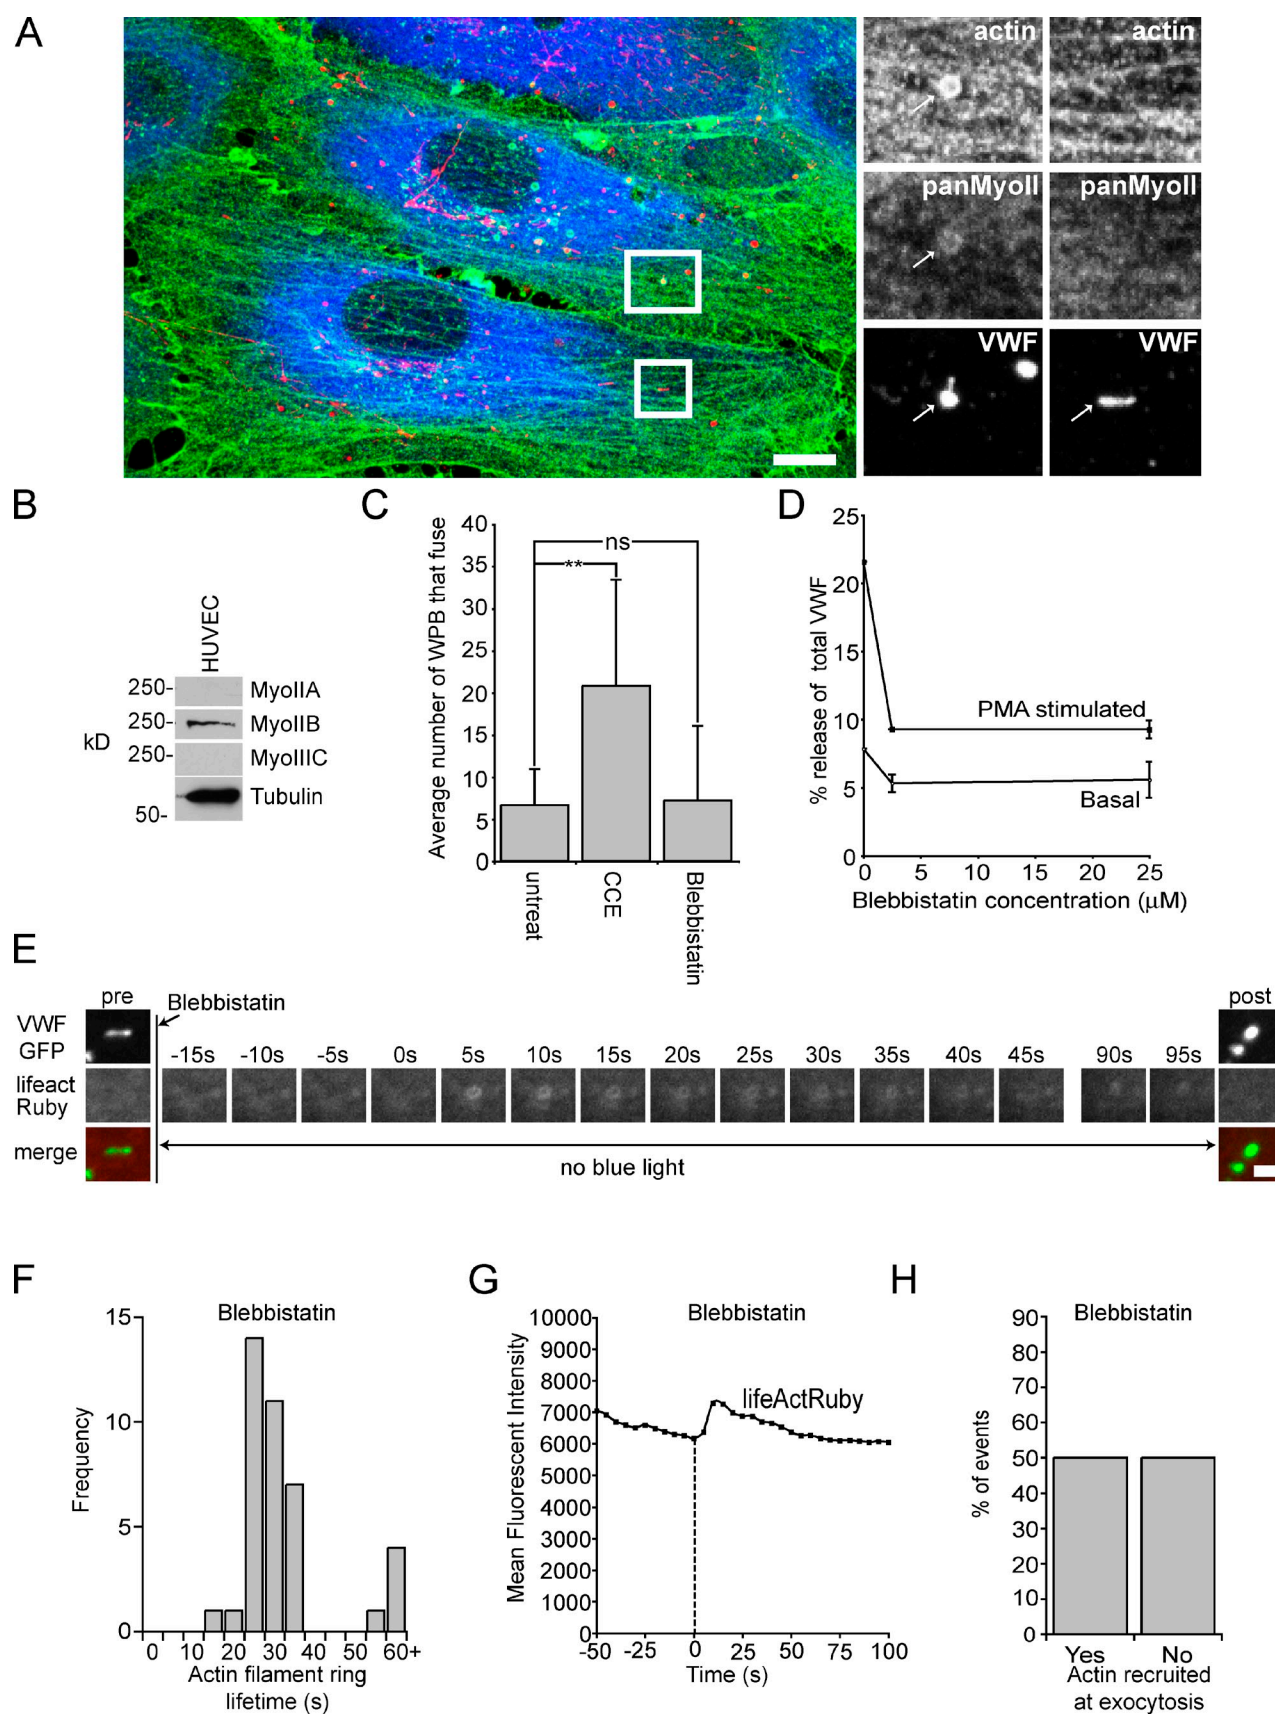 A
actin
actin
panMyoII
panMyoII
VWF
VWF
B
HUVEC
kD
250- MyoIIA
250- MyoIIB
250- MyoIIIC
Tubulin
50-
C
Average number of WPB that fuse
40
35
30
25
20
15
10
5
0
ns
**
untreat
CCE
Blebbistatin
D
% release of total VWF
25
20
15
10
5
0
PMA stimulated
Basal
0 5 10 15 20 25
Blebbistatin concentration (µM)
E
pre
Blebbistatin
post
VWF
GFP
-15s -10s -5s 0s 5s 10s 15s 20s 25s 30s 35s 40s 45s 90s 95s
lifeact
Ruby
merge
no blue light
F
Blebbistatin
Frequency
15
10
5
0
0 10 20 30 40 50 60+
Actin filament ring
lifetime (s)
G
Blebbistatin
Mean Fluorescent Intensity
10000
9000
8000
7000
6000
5000
4000
3000
2000
1000
0
lifeActRuby
-50 -25 0 25 50 75 100
Time (s)
H
Blebbistatin
% of events
90
80
70
60
50
40
30
20
10
0
Yes No
Actin recruited
at exocytosis